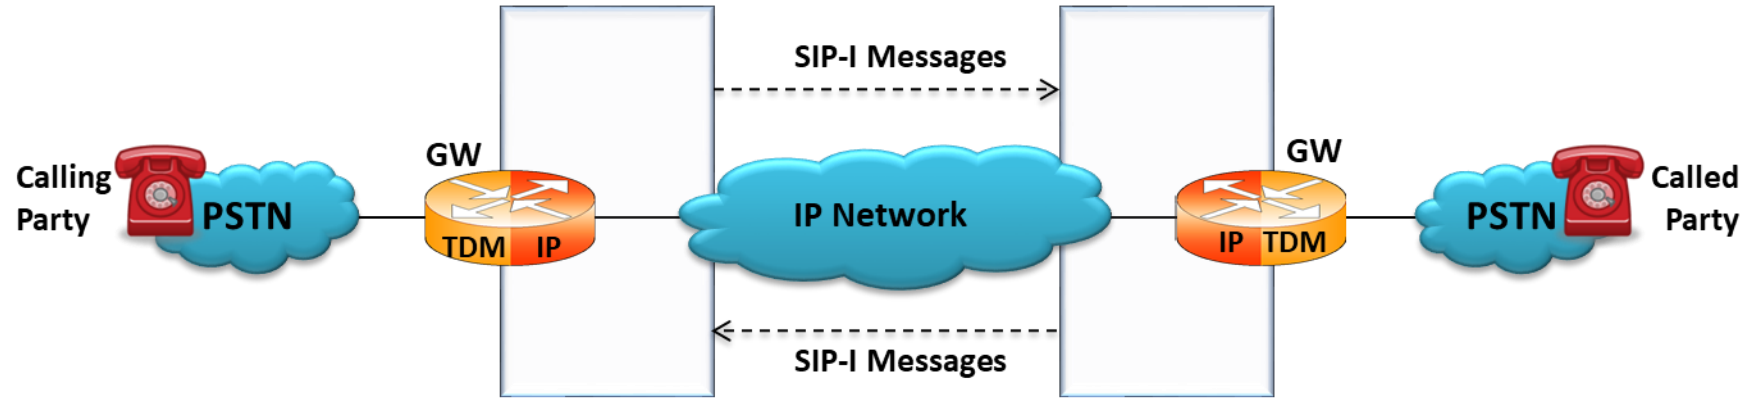 SIP-I Messages
GW
GW
Calling
Party
PSTN
TDM
IP
IP Network
IP
TDM
PSTN
Called
Party
SIP-I Messages